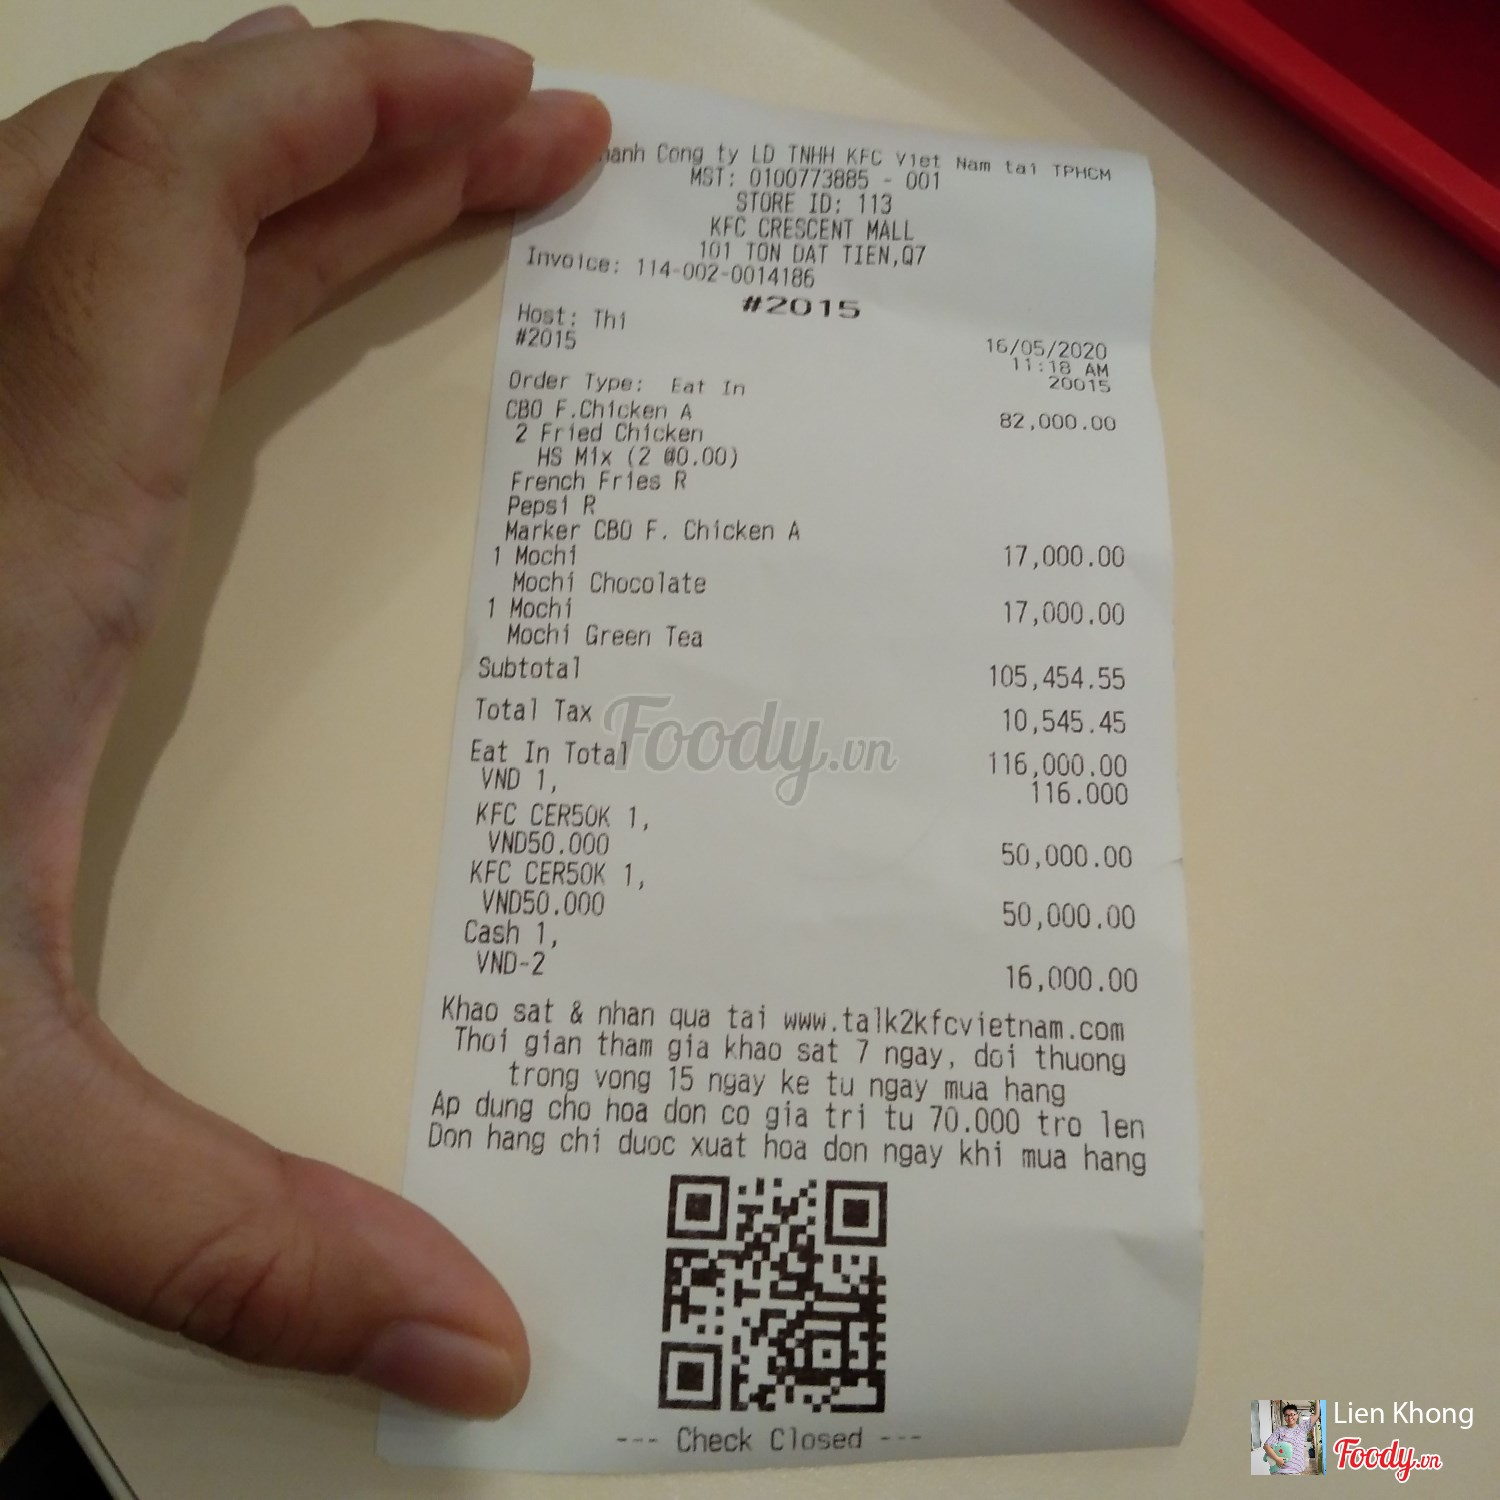 hanh Cong ty LD TNHH KFC Viet Nam tai TPHCM
MST: 0100773885 - 001
STORE ID: 113
KFC CRESCENT MALL
101 TON DAT TIEN,Q7
Invoice: 114-002-0014186
#2015
Host: Thi
#2015
16/05/2020
11:18 AM
20015
Order Type: Eat In
CBO F.Chicken A 82,000.00
2 Fried Chicken
HS Mix (2 @0.00)
French Fries R
Pepsi R
Marker CBO F. Chicken A
1 Mochi 17,000.00
Mochi Chocolate
1 Mochi 17,000.00
Mochi Green Tea
Subtotal 105,454.55
Total Tax 10,545.45
Eat In Total 116,000.00
VND 1, 116.000
KFC CER50K 1,
VND50.000 50,000.00
KFC CER50K 1,
VND50.000 50,000.00
Cash 1,
VND-2 16,000.00
Khao sat & nhan qua tai www.talk2kfcvietnam.com
Thoi gian tham gia khao sat 7 ngay, doi thuong
trong vong 15 ngay ke tu ngay mua hang
Ap dung cho hoa don co gia tri tu 70.000 tro len
Don hang chi duoc xuat hoa don ngay khi mua hang
--- Check Closed ---
Foody.vn
Lien Khong
Foody.vn